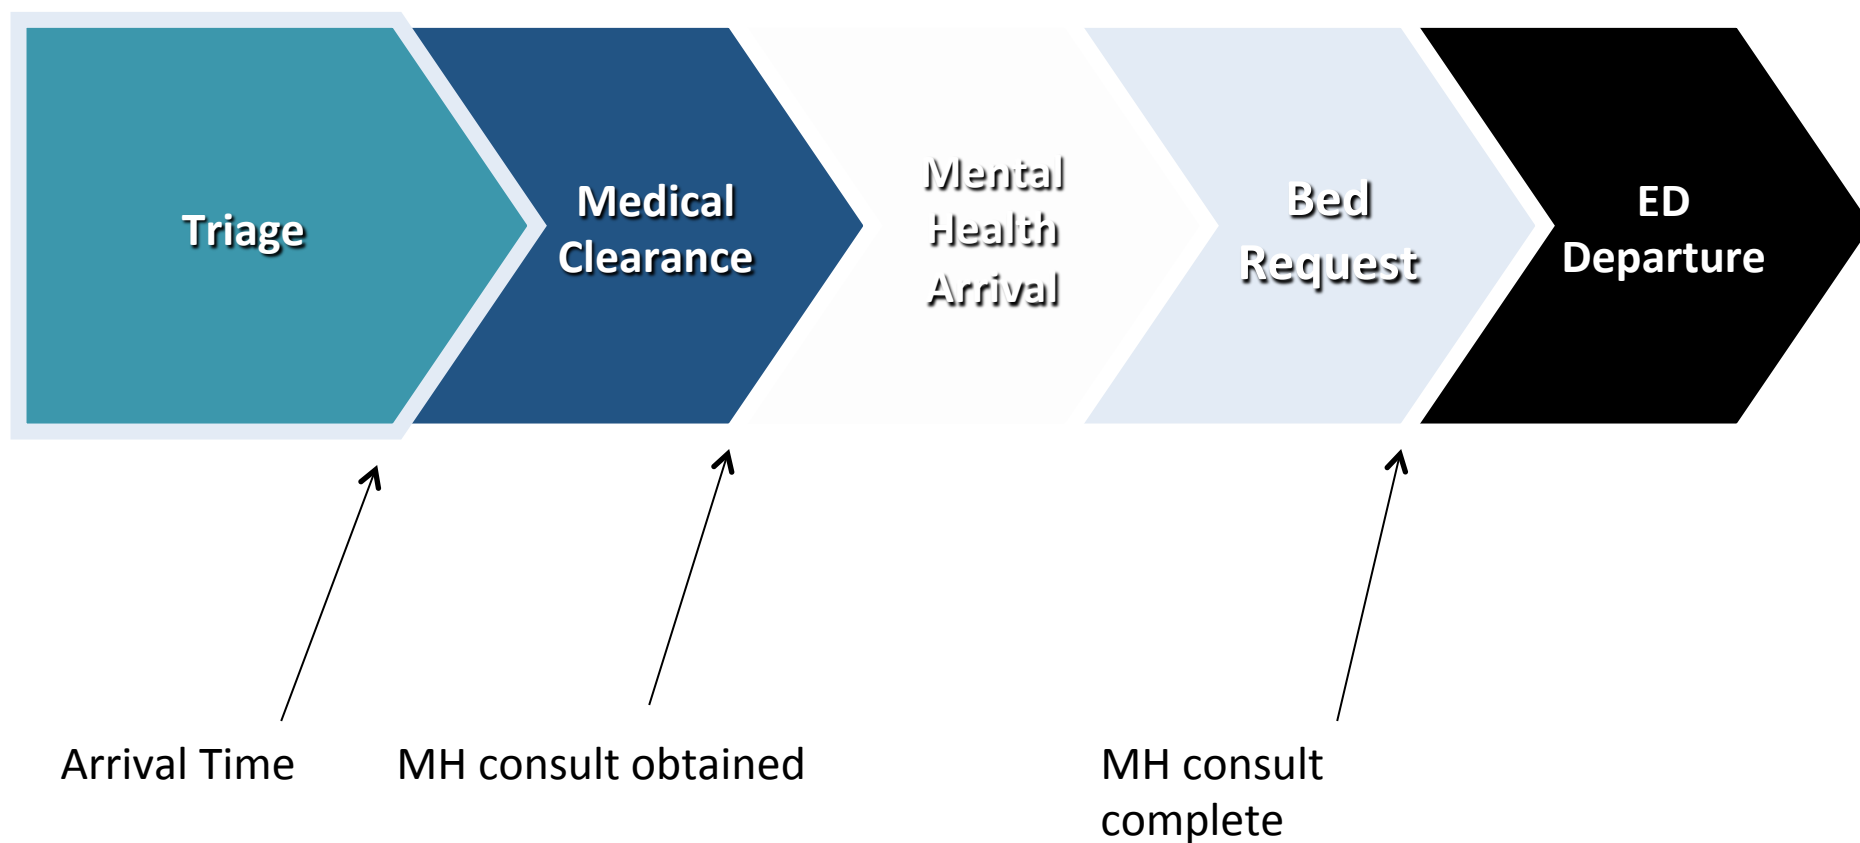 Triage
Medical
Clearance
Mental
Health
Arrival
Bed
Request
ED
Departure
Arrival Time
MH consult obtained
MH consult
complete